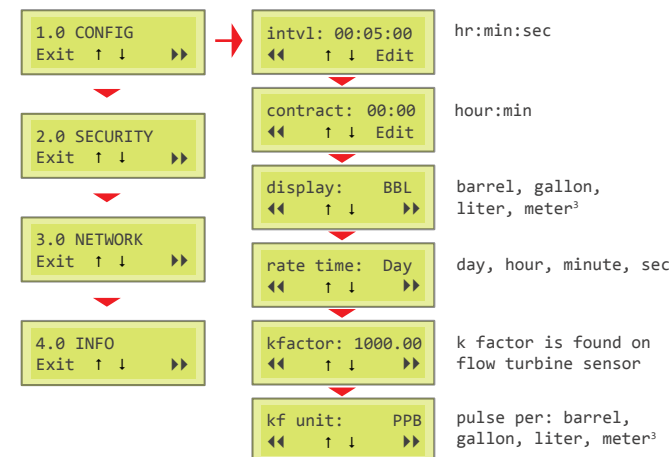 1.0 CONFIG
Exit ↑ ↓ ▶▶
2.0 SECURITY
Exit ↑ ↓ ▶▶
3.0 NETWORK
Exit ↑ ↓ ▶▶
4.0 INFO
Exit ↑ ↓ ▶▶
intvl: 00:05:00
◀◀ ↑ ↓ Edit
hr:min:sec
contract: 00:00
◀◀ ↑ ↓ Edit
hour:min
display: BBL
◀◀ ↑ ↓ ▶▶
barrel, gallon,
liter, meter³
rate time: Day
◀◀ ↑ ↓ ▶▶
day, hour, minute, sec
kfactor: 1000.00
◀◀ ↑ ↓ ▶▶
k factor is found on
flow turbine sensor
kf unit: PPB
◀◀ ↑ ↓ ▶▶
pulse per: barrel,
gallon, liter, meter³